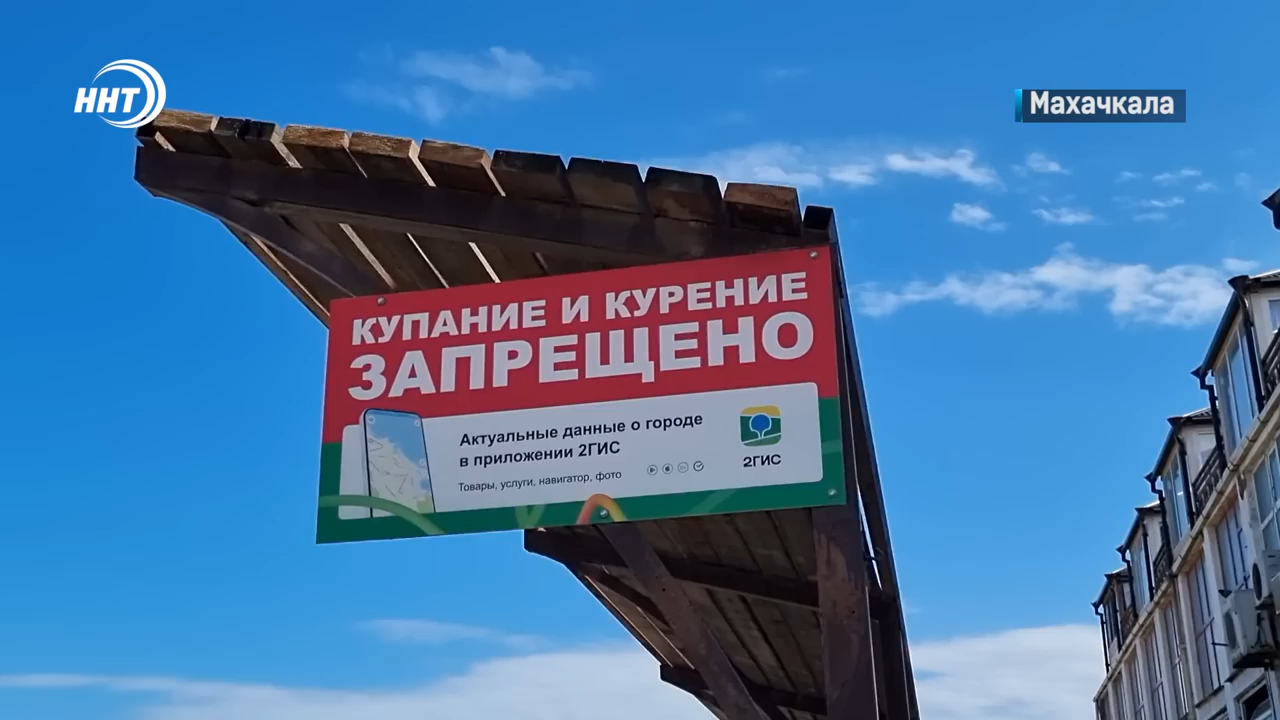 ННТ
Махачкала
КУПАНИЕ И КУРЕНИЕ
ЗАПРЕЩЕНО
Актуальные данные о городе
в приложении 2ГИС
Товары, услуги, навигатор, фото
2ГИС